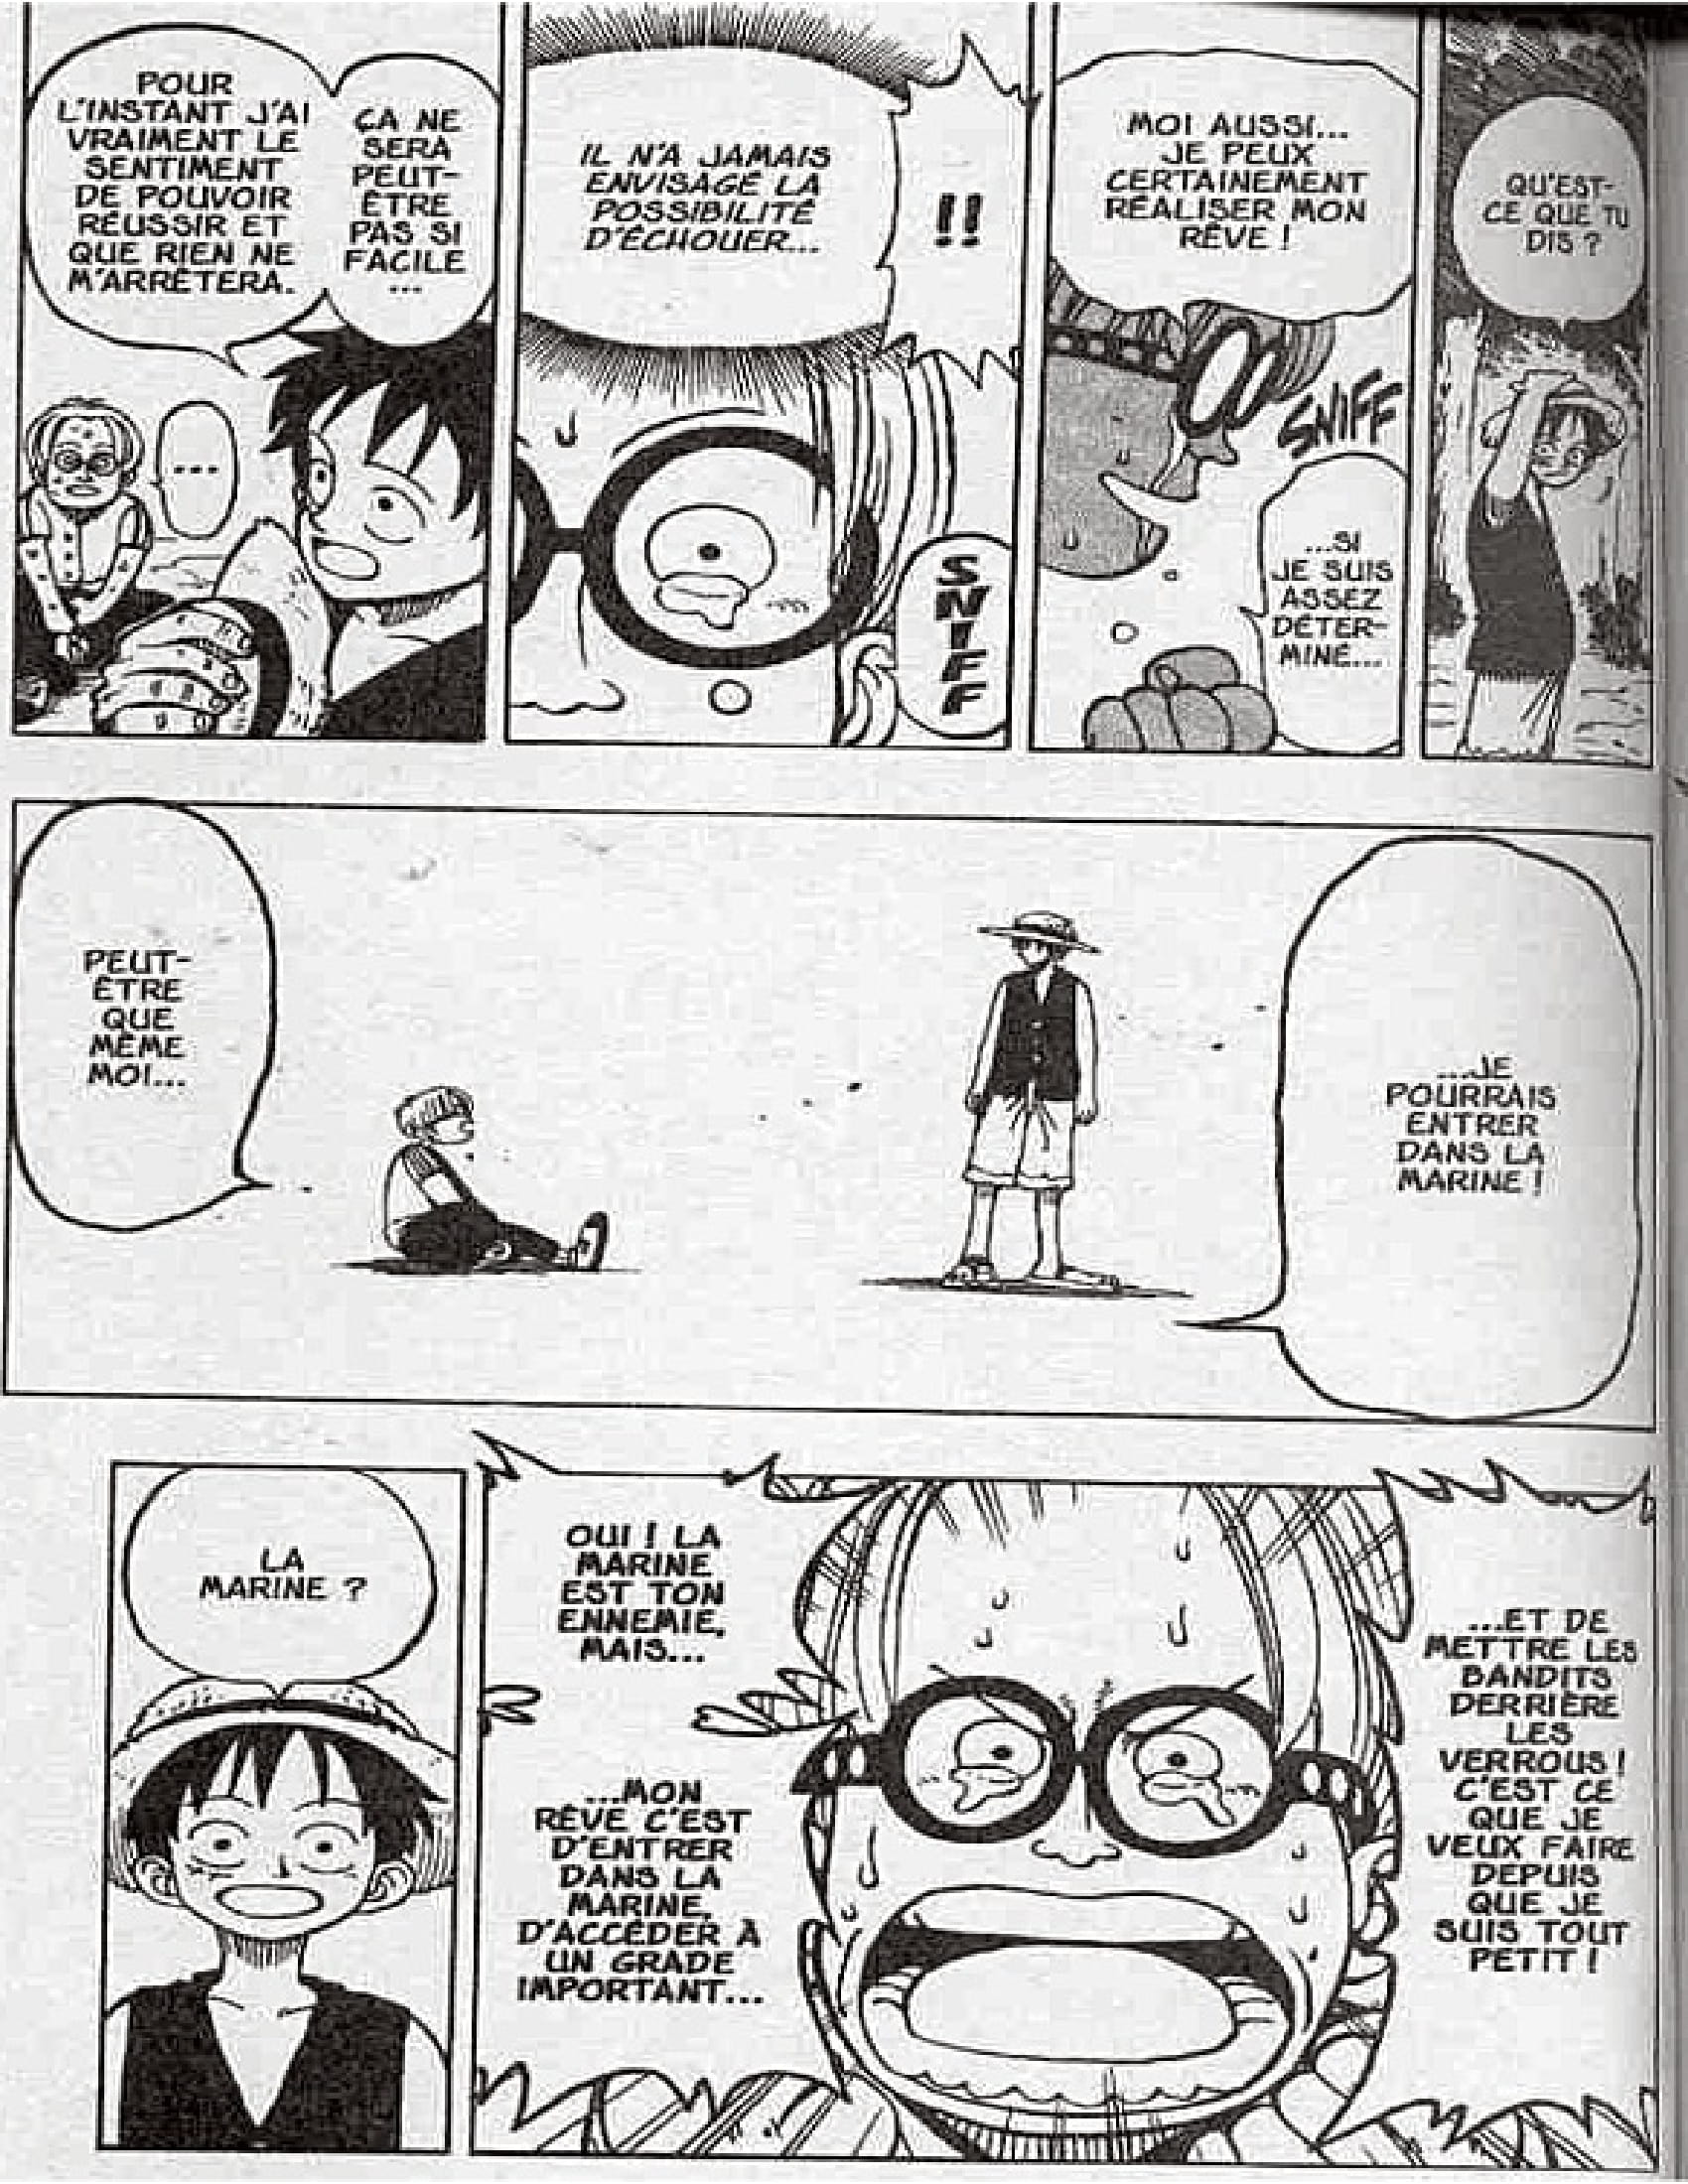 POUR
L'INSTANT J'AI
VRAIMENT LE
SENTIMENT
DE POUVOIR
RÉUSSIR ET
QUE RIEN NE
M'ARRÊTERA.
ÇA NE
SERA
PEUT-
ÊTRE
PAS SI
FACILE
...
...
IL N'A JAMAIS
ENVISAGÉ LA
POSSIBILITÉ
D'ÉCHOUER...
!!
SNIFF
MOI AUSSI...
JE PEUX
CERTAINEMENT
RÉALISER MON
RÊVE !
SNIFF
...SI
JE SUIS
ASSEZ
DÉTER-
MINÉ...
QU'EST-
CE QUE TU
DIS ?
PEUT-
ÊTRE
QUE
MÊME
MOI...
...JE
POURRAIS
ENTRER
DANS LA
MARINE !
LA
MARINE ?
OUI ! LA
MARINE
EST TON
ENNEMIE,
MAIS...
...MON
RÊVE C'EST
D'ENTRER
DANS LA
MARINE,
D'ACCÉDER À
UN GRADE
IMPORTANT...
...ET DE
METTRE LES
BANDITS
DERRIÈRE
LES
VERROUS !
C'EST CE
QUE JE
VEUX FAIRE
DEPUIS
QUE JE
SUIS TOUT
PETIT !